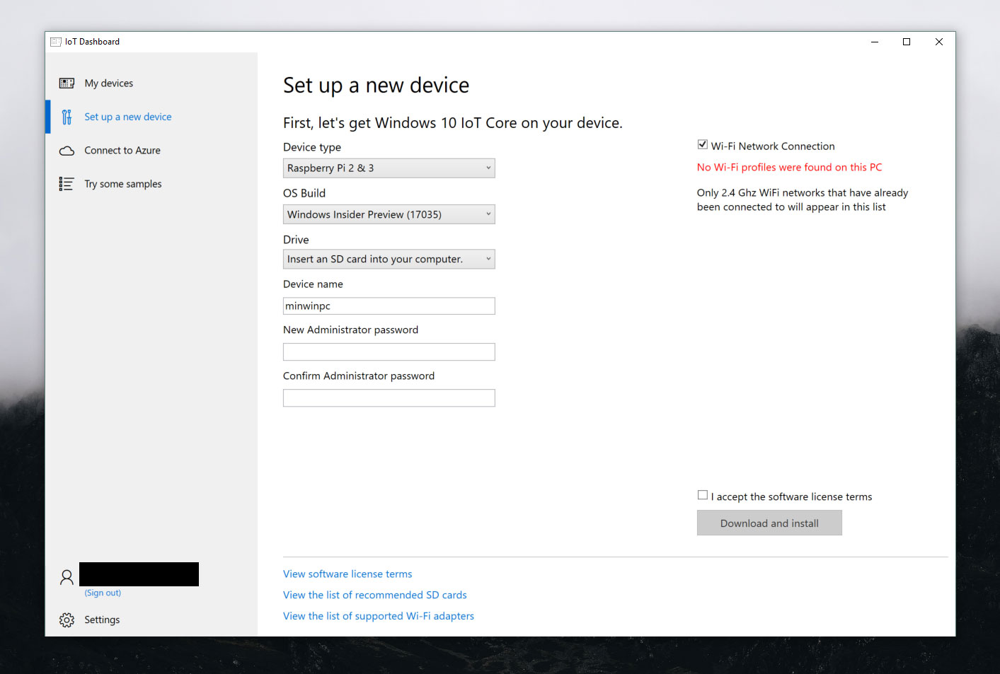 IoT Dashboard
My devices
Set up a new device
Connect to Azure
Try some samples
(Sign out)
Settings
Set up a new device
First, let's get Windows 10 IoT Core on your device.
Device type
Raspberry Pi 2 & 3
OS Build
Windows Insider Preview (17035)
Drive
Insert an SD card into your computer.
Device name
minwinpc
New Administrator password
Confirm Administrator password
Wi-Fi Network Connection
No Wi-Fi profiles were found on this PC
Only 2.4 Ghz WiFi networks that have already
been connected to will appear in this list
I accept the software license terms
Download and install
View software license terms
View the list of recommended SD cards
View the list of supported Wi-Fi adapters